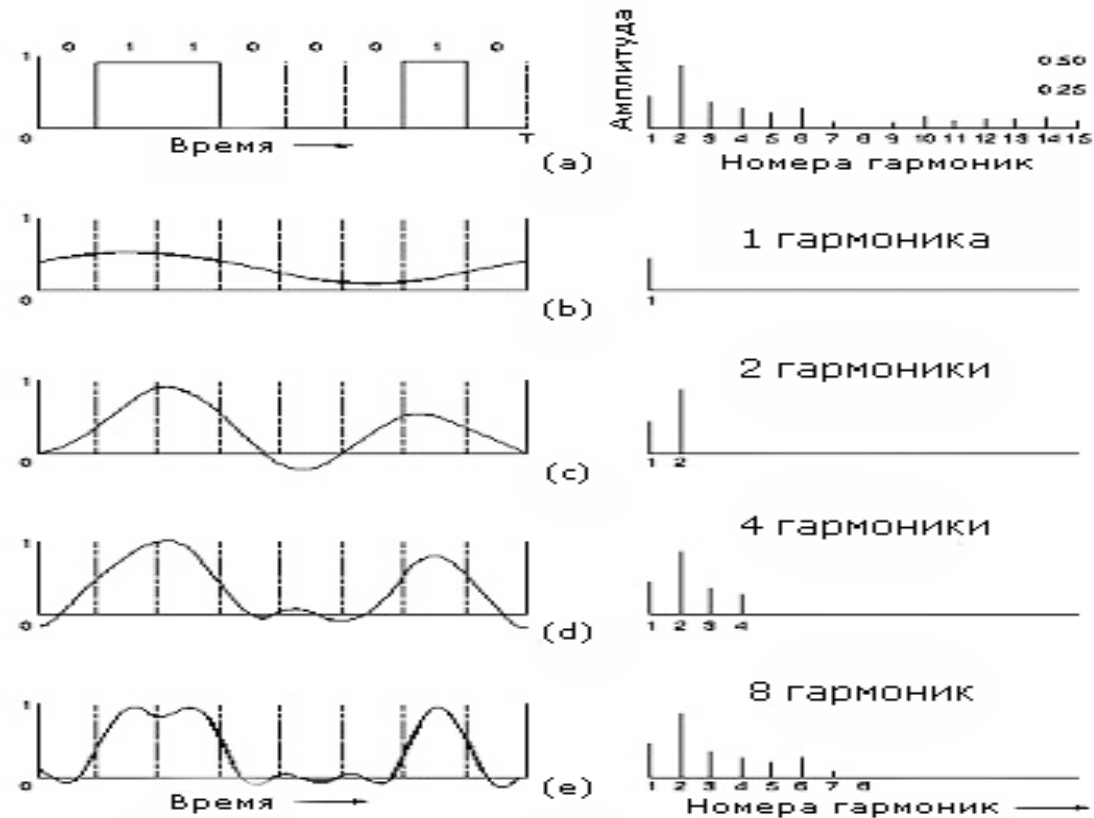 0 1 1 0 0 0 1 0
1
0
Время
T
(a)
Амплитуда
0.50
0.25
1 2 3 4 5 6 7 8 9 10 11 12 13 14 15
Номера гармоник
1
0
(b)
1 гармоника
1
1
0
(c)
2 гармоники
1 2
1
0
(d)
4 гармоники
1 2 3 4
1
0
Время
(e)
8 гармоник
1 2 3 4 5 6 7 8
Номера гармоник